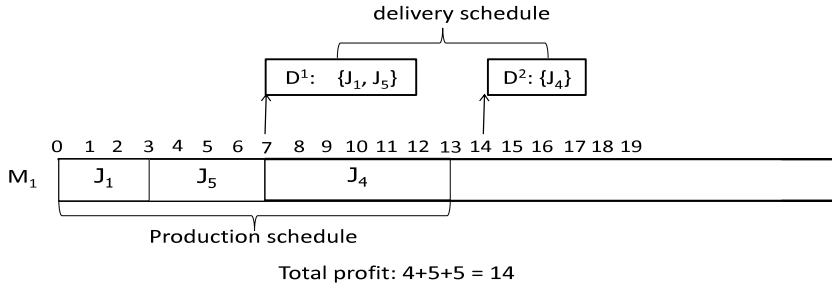 delivery schedule
D¹: {J₁, J₅} D²: {J₄}
0 1 2 3 4 5 6 7 8 9 10 11 12 13 14 15 16 17 18 19
M₁ J₁ J₅ J₄
Production schedule
Total profit: 4+5+5 = 14